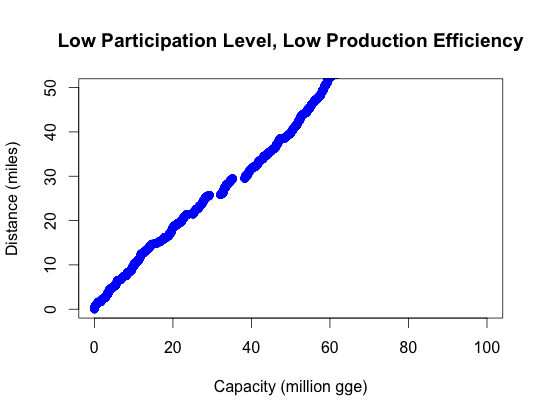 Low Participation Level, Low Production Efficiency
Distance (miles)
50
40
30
20
10
0
0 20 40 60 80 100
Capacity (million gge)